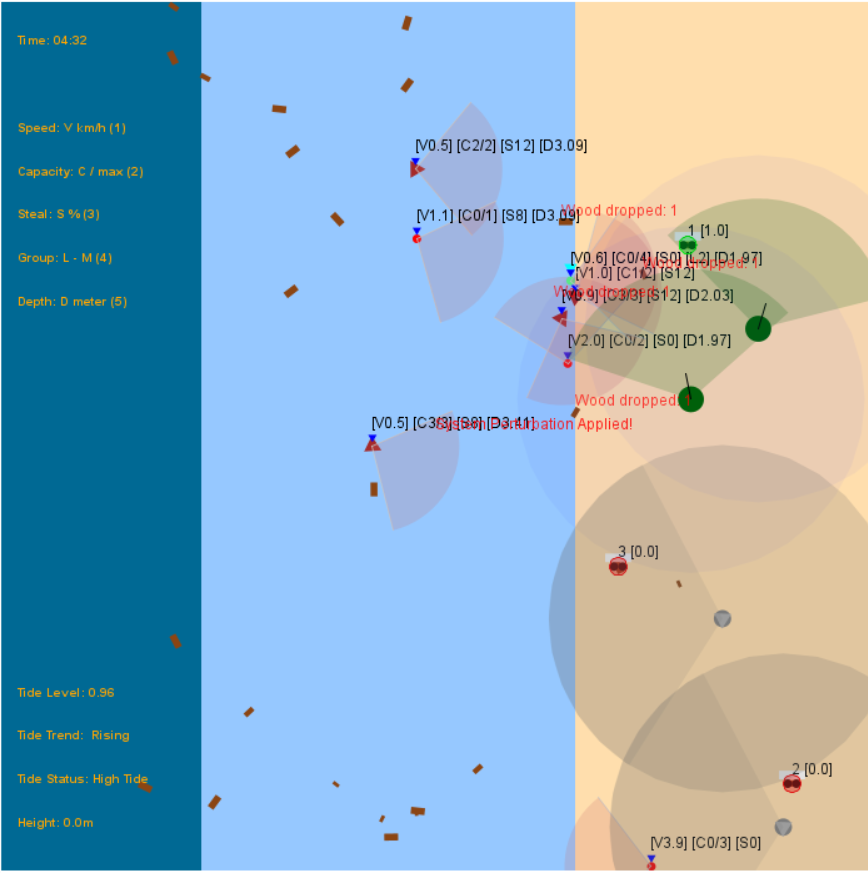 Time: 04:32
Speed: V km/h (1)
[V0.5] [C2/2] [S12] [D3.09]
Capacity: C / max (2)
Steal: S % (3)
[V1.1] [C0/1] [S8] [D3.09]
Wood dropped: 1
1 [1.0]
Group: L - M (4)
[V0.6] [C0/4] [S0] [L2] [D1.97]
Wood dropped: 1
[V1.0] [C1/2] [S12]
Depth: D meter (5)
Wood dropped: 1
[V0.9] [C3/3] [S12] [D2.03]
[V2.0] [C0/2] [S0] [D1.97]
Wood dropped:
[V0.5] [C3/3] [S8] [D3.41]
System Perturbation Applied!
3 [0.0]
Tide Level: 0.96
Tide Trend: Rising
Tide Status: High Tide
2 [0.0]
Height: 0.0m
[V3.9] [C0/3] [S0]